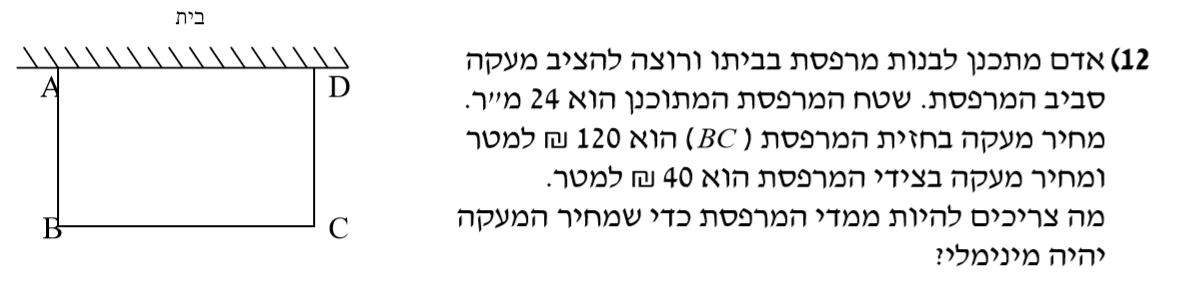 בית
A
D
B
C
12) אדם מתכנן לבנות מרפסת בביתו ורוצה להציב מעקה
סביב המרפסת. שטח המרפסת המתוכנן הוא 24 מ״ר.
מחיר מעקה בחזית המרפסת (BC) הוא 120 ₪ למטר
ומחיר מעקה בצידי המרפסת הוא 40 ₪ למטר.
מה צריכים להיות ממדי המרפסת כדי שמחיר המעקה
יהיה מינימלי?